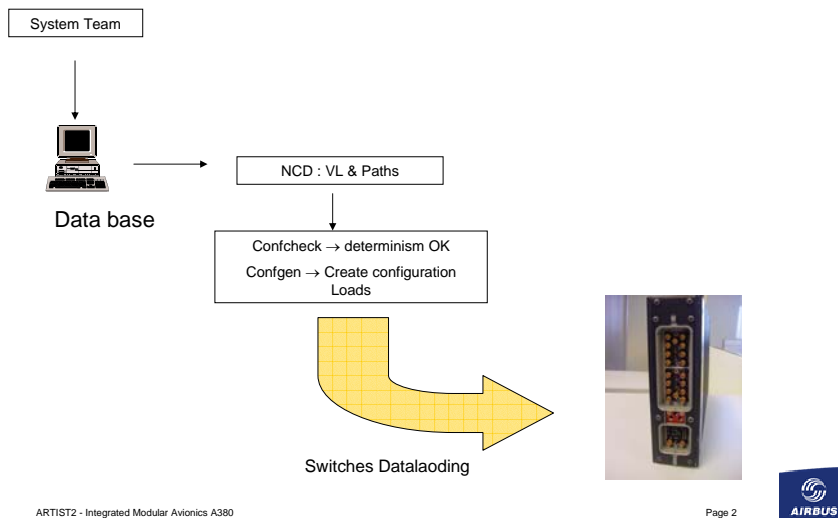 System Team
Data base
NCD : VL & Paths
Confcheck → determinism OK
Confgen → Create configuration
Loads
Switches Datalaoding
ARTIST2 - Integrated Modular Avionics A380
Page 2
AIRBUS